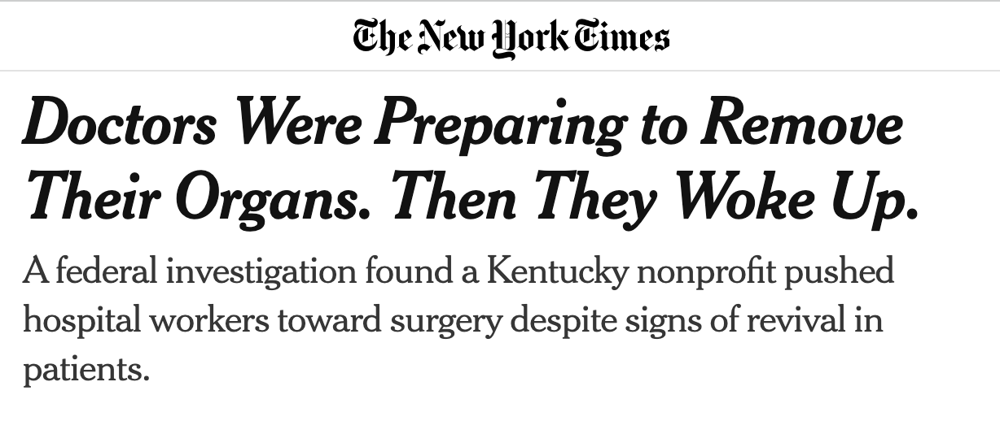 The New York Times
Doctors Were Preparing to Remove
Their Organs. Then They Woke Up.
A federal investigation found a Kentucky nonprofit pushed
hospital workers toward surgery despite signs of revival in
patients.